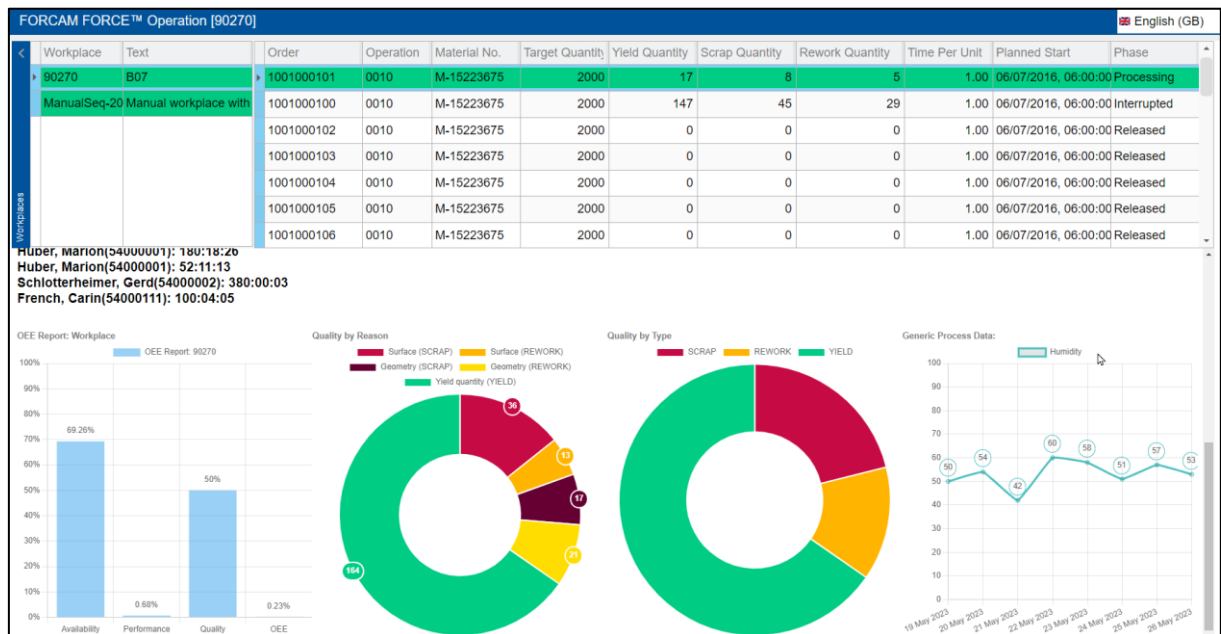 FORCAM FORCE™ Operation [90270]
English (GB)
Workplace Text Order Operation Material No. Target Quantity Yield Quantity Scrap Quantity Rework Quantity Time Per Unit Planned Start Phase
90270 B07 1001000101 0010 M-15223675 2000 17 8 5 1.00 06/07/2016, 06:00:00 Processing
ManualSeq-20 Manual workplace with 1001000100 0010 M-15223675 2000 147 45 29 1.00 06/07/2016, 06:00:00 Interrupted
1001000102 0010 M-15223675 2000 0 0 0 1.00 06/07/2016, 06:00:00 Released
1001000103 0010 M-15223675 2000 0 0 0 1.00 06/07/2016, 06:00:00 Released
1001000104 0010 M-15223675 2000 0 0 0 1.00 06/07/2016, 06:00:00 Released
1001000105 0010 M-15223675 2000 0 0 0 1.00 06/07/2016, 06:00:00 Released
1001000106 0010 M-15223675 2000 0 0 0 1.00 06/07/2016, 06:00:00 Released
Workplaces
Huber, Marion(54000001): 180:18:26
Huber, Marion(54000001): 52:11:13
Schlotterheimer, Gerd(54000002): 380:00:03
French, Carin(54000111): 100:04:05
OEE Report: Workplace
OEE Report: 90270
100%
90%
80%
70%
60%
50%
40%
30%
20%
10%
0%
69.26%
0.68%
50%
0.23%
Availability Performance Quality OEE
Quality by Reason
Surface (SCRAP) Surface (REWORK)
Geometry (SCRAP) Geometry (REWORK)
Yield quantity (YIELD)
36
13
17
21
164
Quality by Type
SCRAP REWORK YIELD
Generic Process Data:
Humidity
100
90
80
70
60
50
40
30
20
10
0
50 54 42 60 58 51 57 53
19 May 2023 20 May 2023 21 May 2023 22 May 2023 23 May 2023 24 May 2023 25 May 2023 26 May 2023